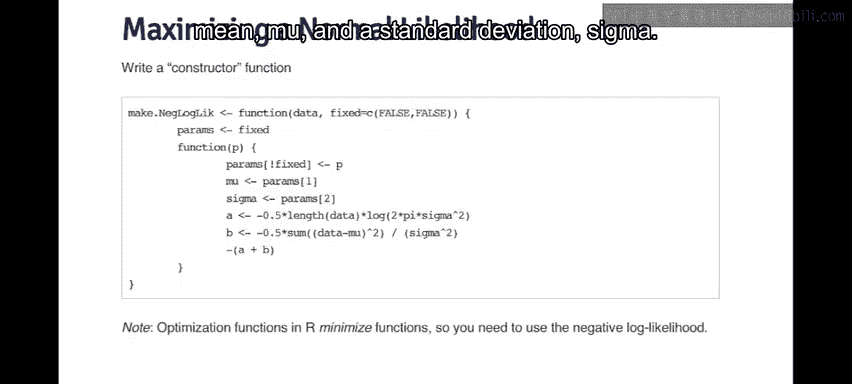 Maximizing a Normal Likelihood
mean, mu, and a standard deviation, sigma.
Write a “constructor” function
make.NegLogLik <- function(data, fixed=c(FALSE,FALSE)) {
params <- fixed
function(p) {
params[!fixed] <- p
mu <- params[1]
sigma <- params[2]
a <- -0.5*length(data)*log(2*pi*sigma^2)
b <- -0.5*sum((data-mu)^2) / (sigma^2)
-(a + b)
}
}
Note: Optimization functions in R minimize functions, so you need to use the negative log-likelihood.